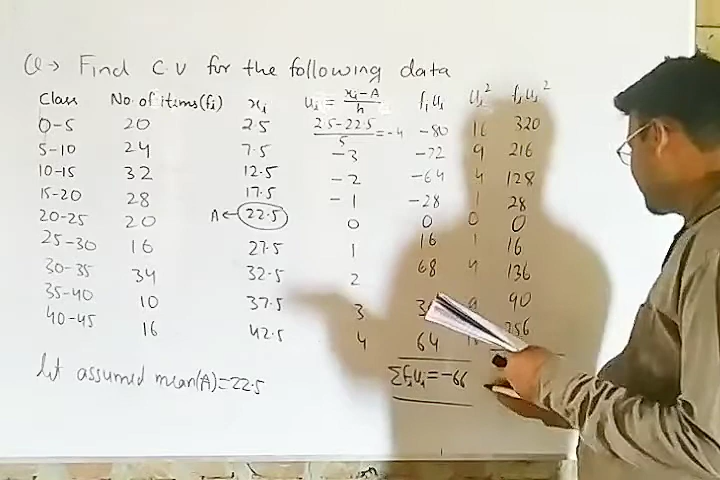 Q→ Find C.V for the following data
Class No. of items(fi) xi ui = xi-A/h fiui ui² fiui²
0-5 20 2.5 2.5-22.5/5 = -4 -80 16 320
5-10 24 7.5 -3 -72 9 216
10-15 32 12.5 -2 -64 4 128
15-20 28 17.5 -1 -28 1 28
20-25 20 A← 22.5 0 0 0 0
25-30 16 27.5 1 16 1 16
30-35 34 32.5 2 68 4 136
35-40 10 37.5 3 9 90
40-45 16 42.5 4 64 256
Σfiui = -66
let assumed mean(A)=22.5